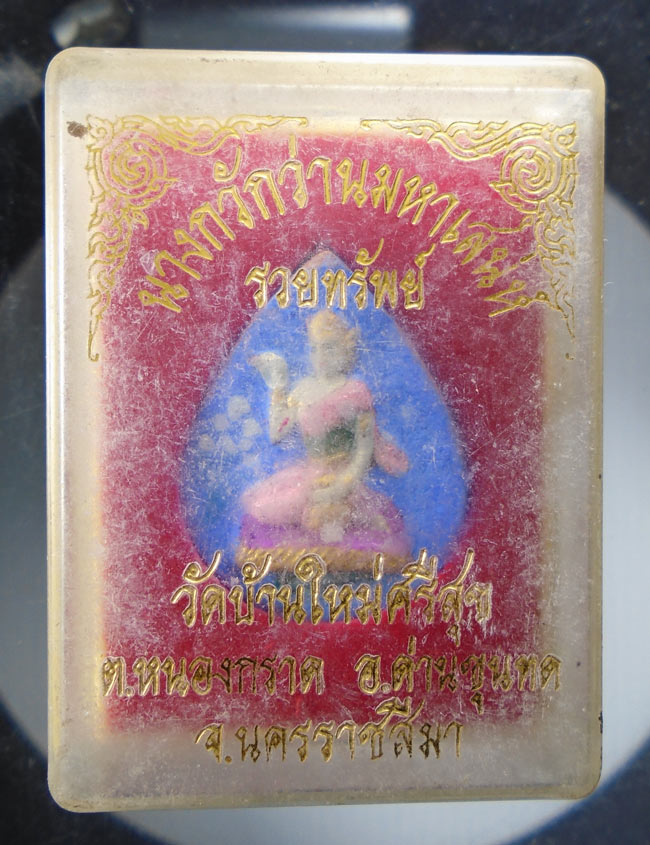 นางกวักว่านมหาเสน่ห์
รวยทรัพย์
วัดบ้านใหม่ศรีสุข
ต.หนองกราด อ.ด่านขุนทด
จ.นครราชสีมา